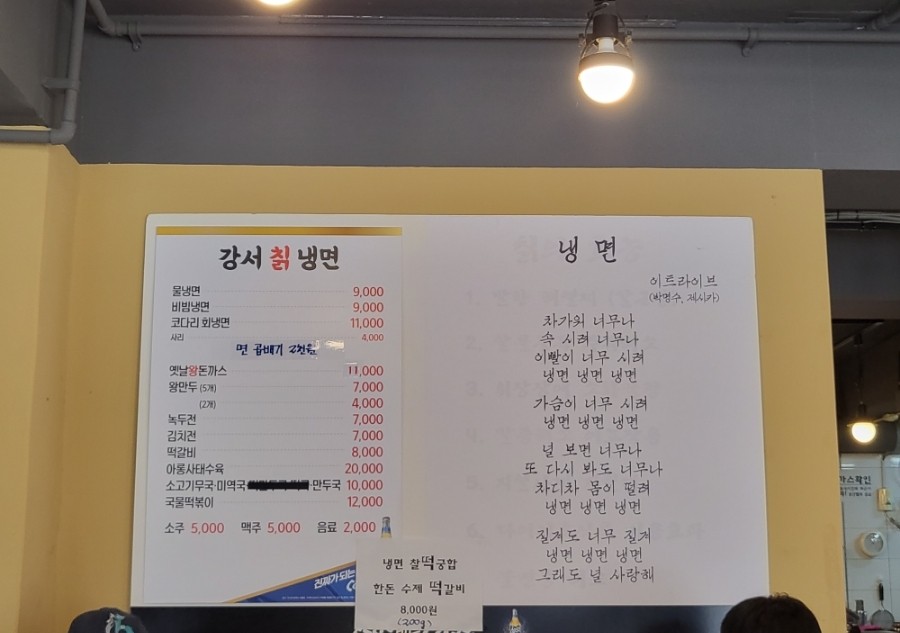 강서 칡 냉면
물냉면 9,000
비빔냉면 9,000
코다리 회냉면 11,000
사리 4,000
면 곱배기 2천원
옛날왕돈까스 11,000
왕만두 (5개) 7,000
(2개) 4,000
녹두전 7,000
김치전 7,000
떡갈비 8,000
아롱사태수육 20,000
소고기무국·미역국 만두국 10,000
국물떡볶이 12,000
소주 5,000 맥주 5,000 음료 2,000
진짜가 되는
냉면 찰떡궁합
한돈 수제 떡갈비
8,000원
(200g)
냉면
이트라이브
(박명수, 제시카)
차가워 너무나
속 시려 너무나
이빨이 너무 시려
냉면 냉면 냉면
가슴이 너무 시려
냉면 냉면 냉면
널 보면 너무나
또 다시 봐도 너무나
차디차 몸이 떨려
냉면 냉면 냉면
질겨도 너무 질겨
냉면 냉면 냉면
그래도 널 사랑해
가스확인